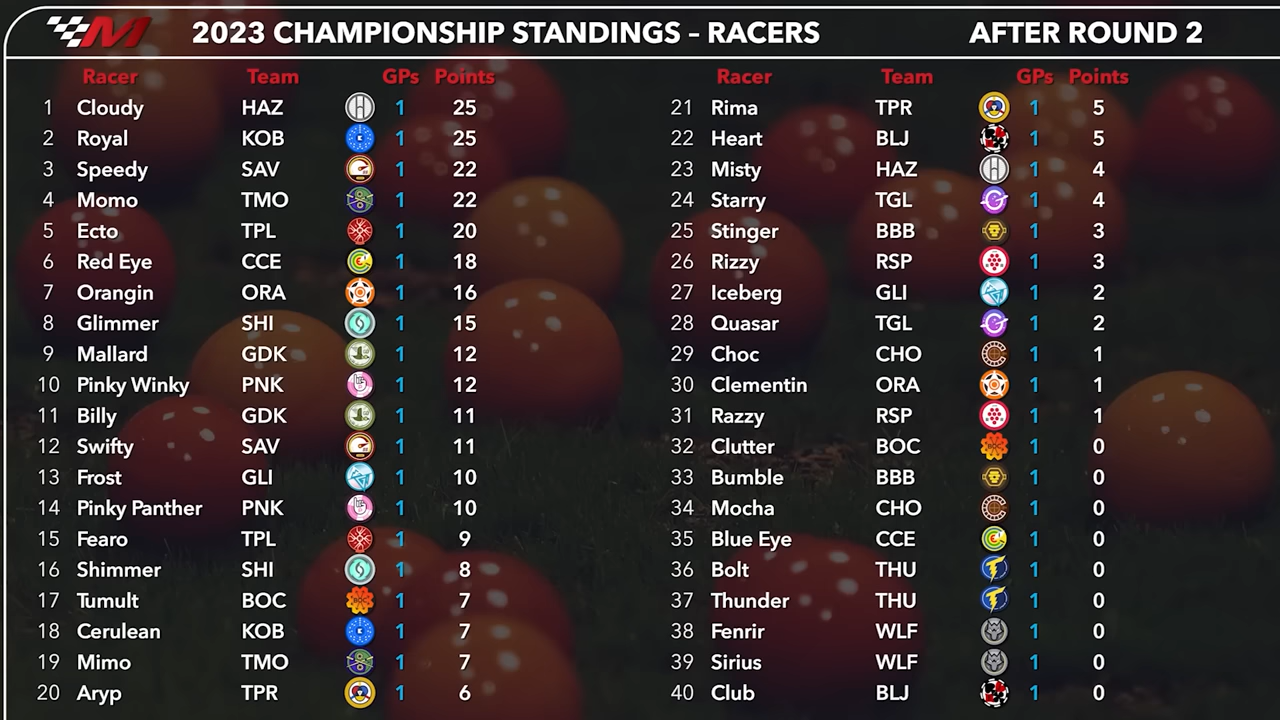 M 2023 CHAMPIONSHIP STANDINGS – RACERS AFTER ROUND 2
Racer Team GPs Points
1 Cloudy HAZ 1 25
2 Royal KOB 1 25
3 Speedy SAV 1 22
4 Momo TMO 1 22
5 Ecto TPL 1 20
6 Red Eye CCE 1 18
7 Orangin ORA 1 16
8 Glimmer SHI 1 15
9 Mallard GDK 1 12
10 Pinky Winky PNK 1 12
11 Billy GDK 1 11
12 Swifty SAV 1 11
13 Frost GLI 1 10
14 Pinky Panther PNK 1 10
15 Fearo TPL 1 9
16 Shimmer SHI 1 8
17 Tumult BOC 1 7
18 Cerulean KOB 1 7
19 Mimo TMO 1 7
20 Aryp TPR 1 6
Racer Team GPs Points
21 Rima TPR 1 5
22 Heart BLJ 1 5
23 Misty HAZ 1 4
24 Starry TGL 1 4
25 Stinger BBB 1 3
26 Rizzy RSP 1 3
27 Iceberg GLI 1 2
28 Quasar TGL 1 2
29 Choc CHO 1 1
30 Clementin ORA 1 1
31 Razzy RSP 1 1
32 Clutter BOC 1 0
33 Bumble BBB 1 0
34 Mocha CHO 1 0
35 Blue Eye CCE 1 0
36 Bolt THU 1 0
37 Thunder THU 1 0
38 Fenrir WLF 1 0
39 Sirius WLF 1 0
40 Club BLJ 1 0